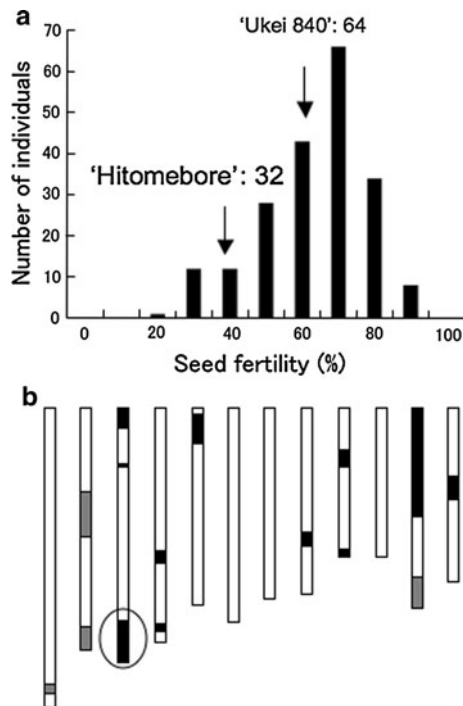 a
'Ukei 840': 64
'Hitomebore': 32
Number of individuals
70
60
50
40
30
20
10
0
0 20 40 60 80 100
Seed fertility (%)
b